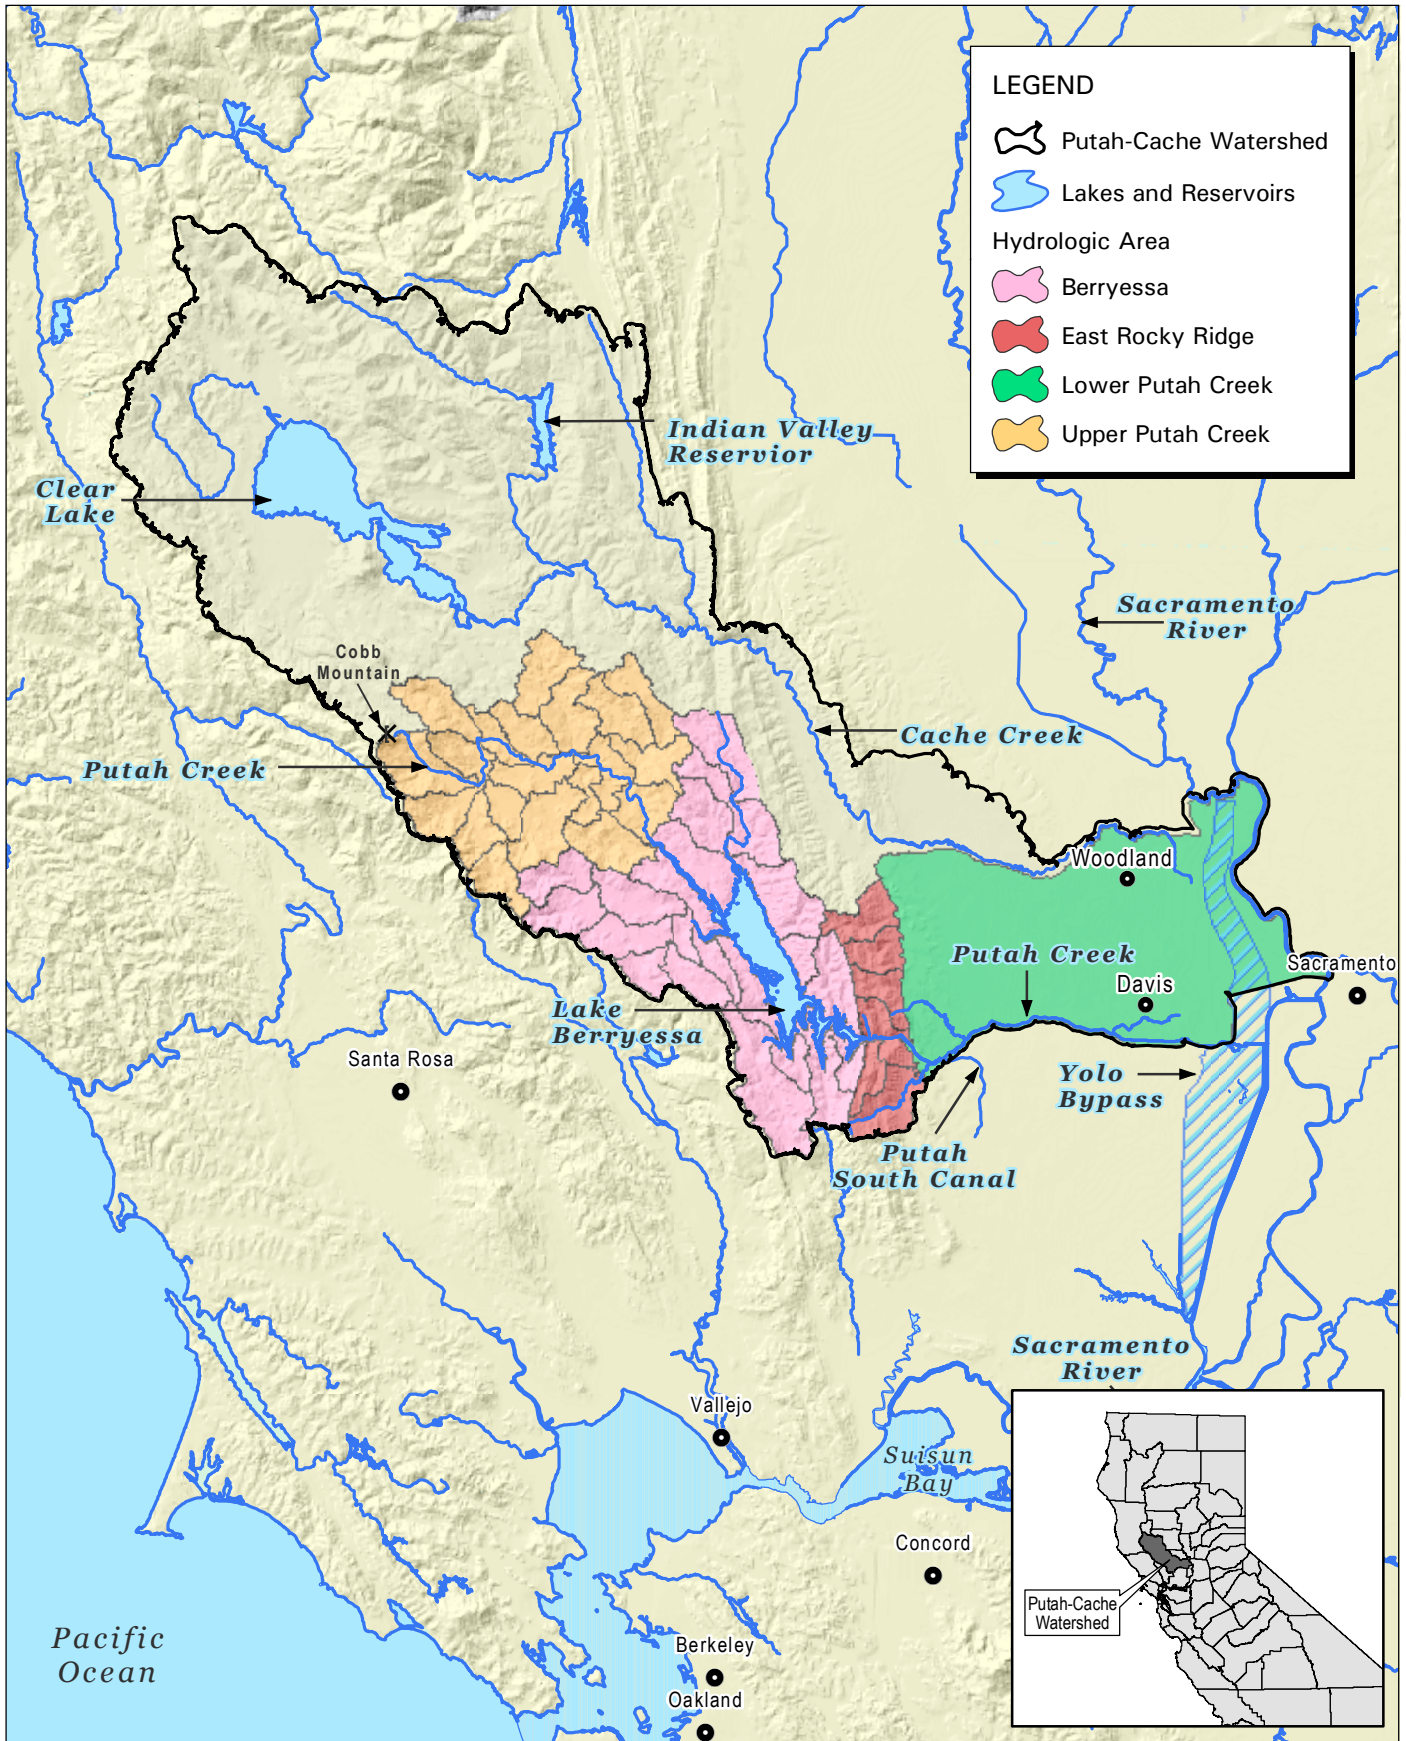 LEGEND
Putah-Cache Watershed
Lakes and Reservoirs
Hydrologic Area
Berryessa
East Rocky Ridge
Lower Putah Creek
Upper Putah Creek
Indian Valley
Reservior
Clear
Lake
Sacramento
River
Cobb
Mountain
Cache Creek
Putah Creek
Woodland
Putah Creek
Davis
Sacramento
Lake
Berryessa
Santa Rosa
Yolo
Bypass
Putah
South Canal
Sacramento
River
Vallejo
Suisun
Bay
Concord
Putah-Cache
Watershed
Pacific
Ocean
Berkeley
Oakland